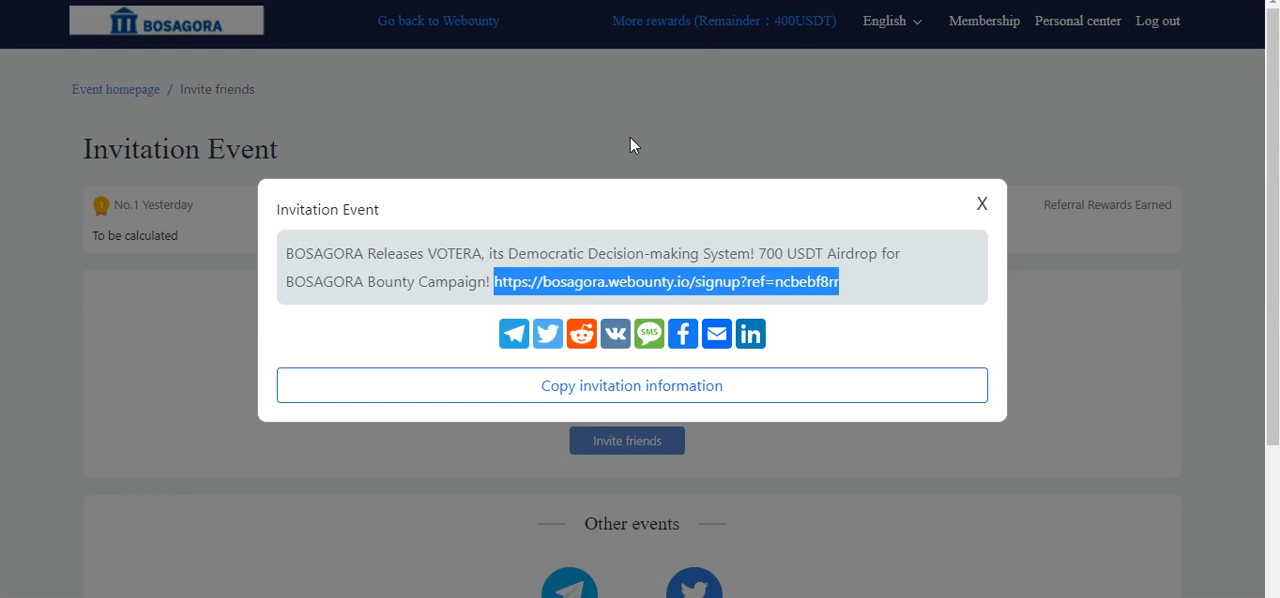 BOSAGORA
Go back to Webounty
More rewards (Remainder：400USDT)
English
Membership
Personal center
Log out
Event homepage / Invite friends
Invitation Event
1
No.1 Yesterday
Referral Rewards Earned
To be calculated
Invitation Event
X
BOSAGORA Releases VOTERA, its Democratic Decision-making System! 700 USDT Airdrop for
BOSAGORA Bounty Campaign! https://bosagora.webounty.io/signup?ref=ncbebf8rr
SMS
Copy invitation information
Invite friends
Other events